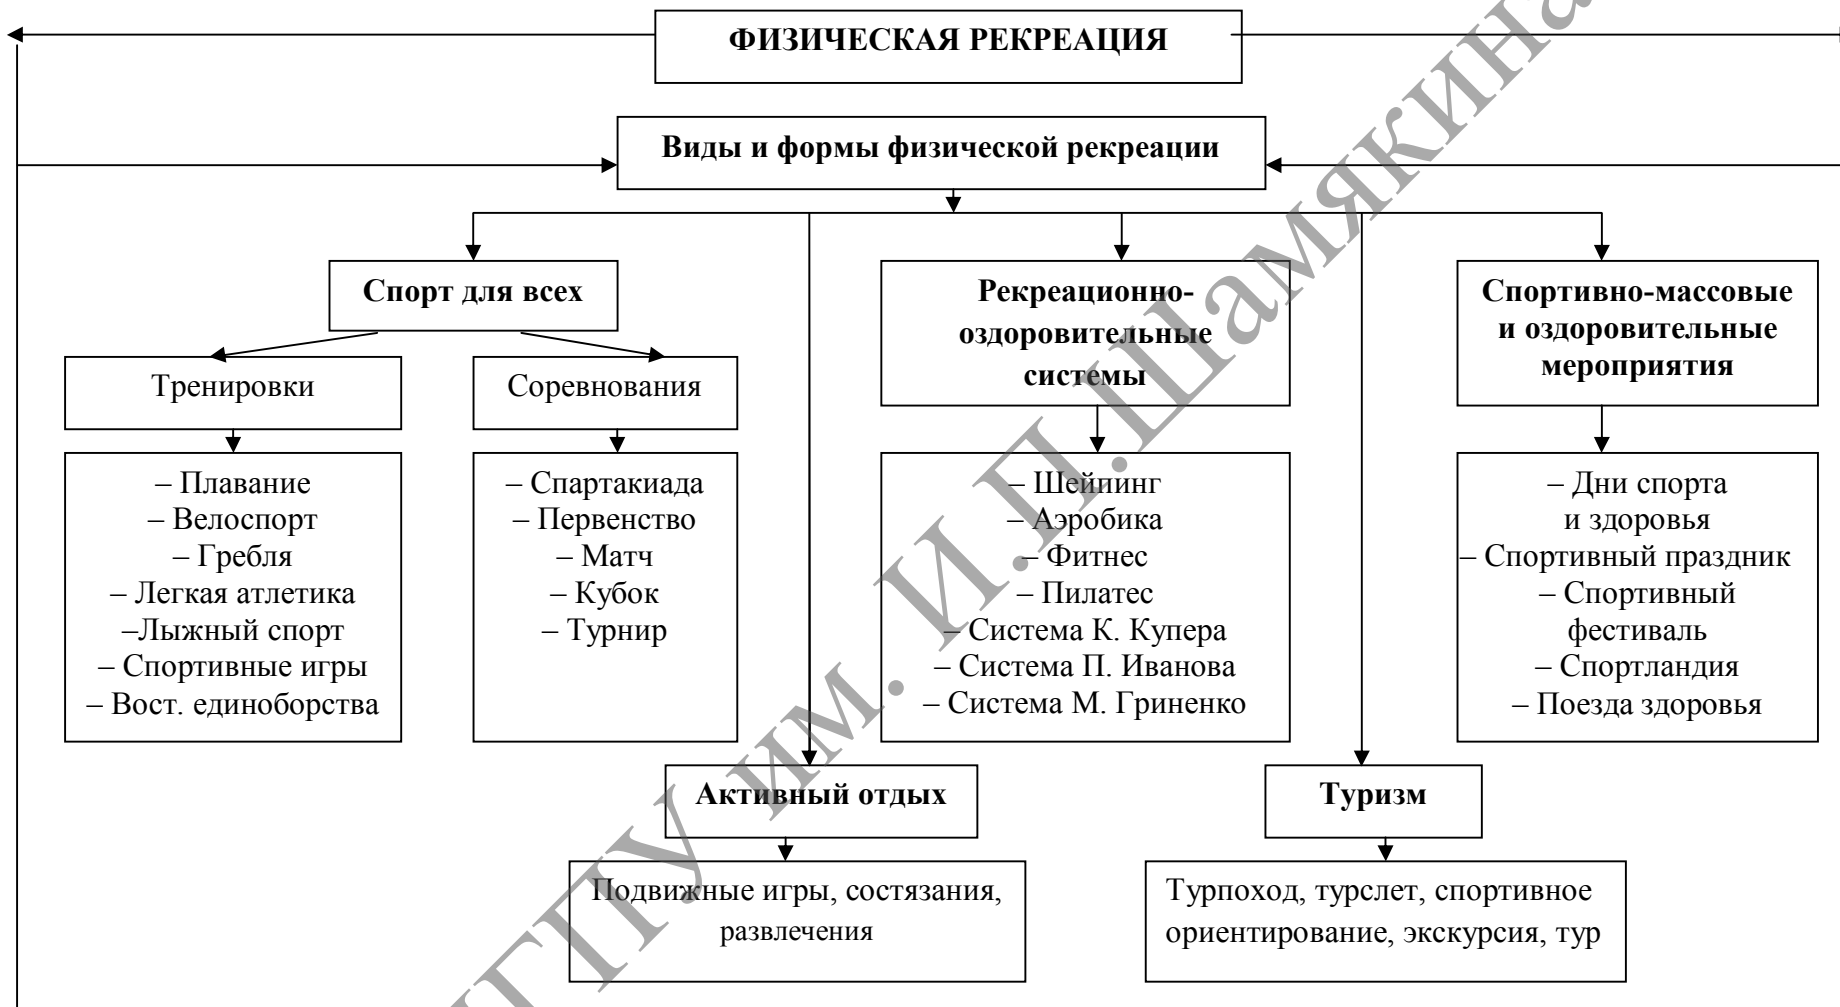 ФИЗИЧЕСКАЯ РЕКРЕАЦИЯ
Виды и формы физической рекреации
Спорт для всех
Рекреационно-
оздоровительные
системы
Спортивно-массовые
и оздоровительные
мероприятия
Тренировки
Соревнования
– Плавание
– Велоспорт
– Гребля
– Легкая атлетика
–Лыжный спорт
– Спортивные игры
– Вост. единоборства
– Спартакиада
– Первенство
– Матч
– Кубок
– Турнир
– Шейпинг
– Аэробика
– Фитнес
– Пилатес
– Система К. Купера
– Система П. Иванова
– Система М. Гриненко
– Дни спорта
и здоровья
– Спортивный праздник
– Спортивный
фестиваль
– Спортландия
– Поезда здоровья
Активный отдых
Туризм
Подвижные игры, состязания,
развлечения
Турпоход, турслет, спортивное
ориентирование, экскурсия, тур
им. И.П.Шамякина